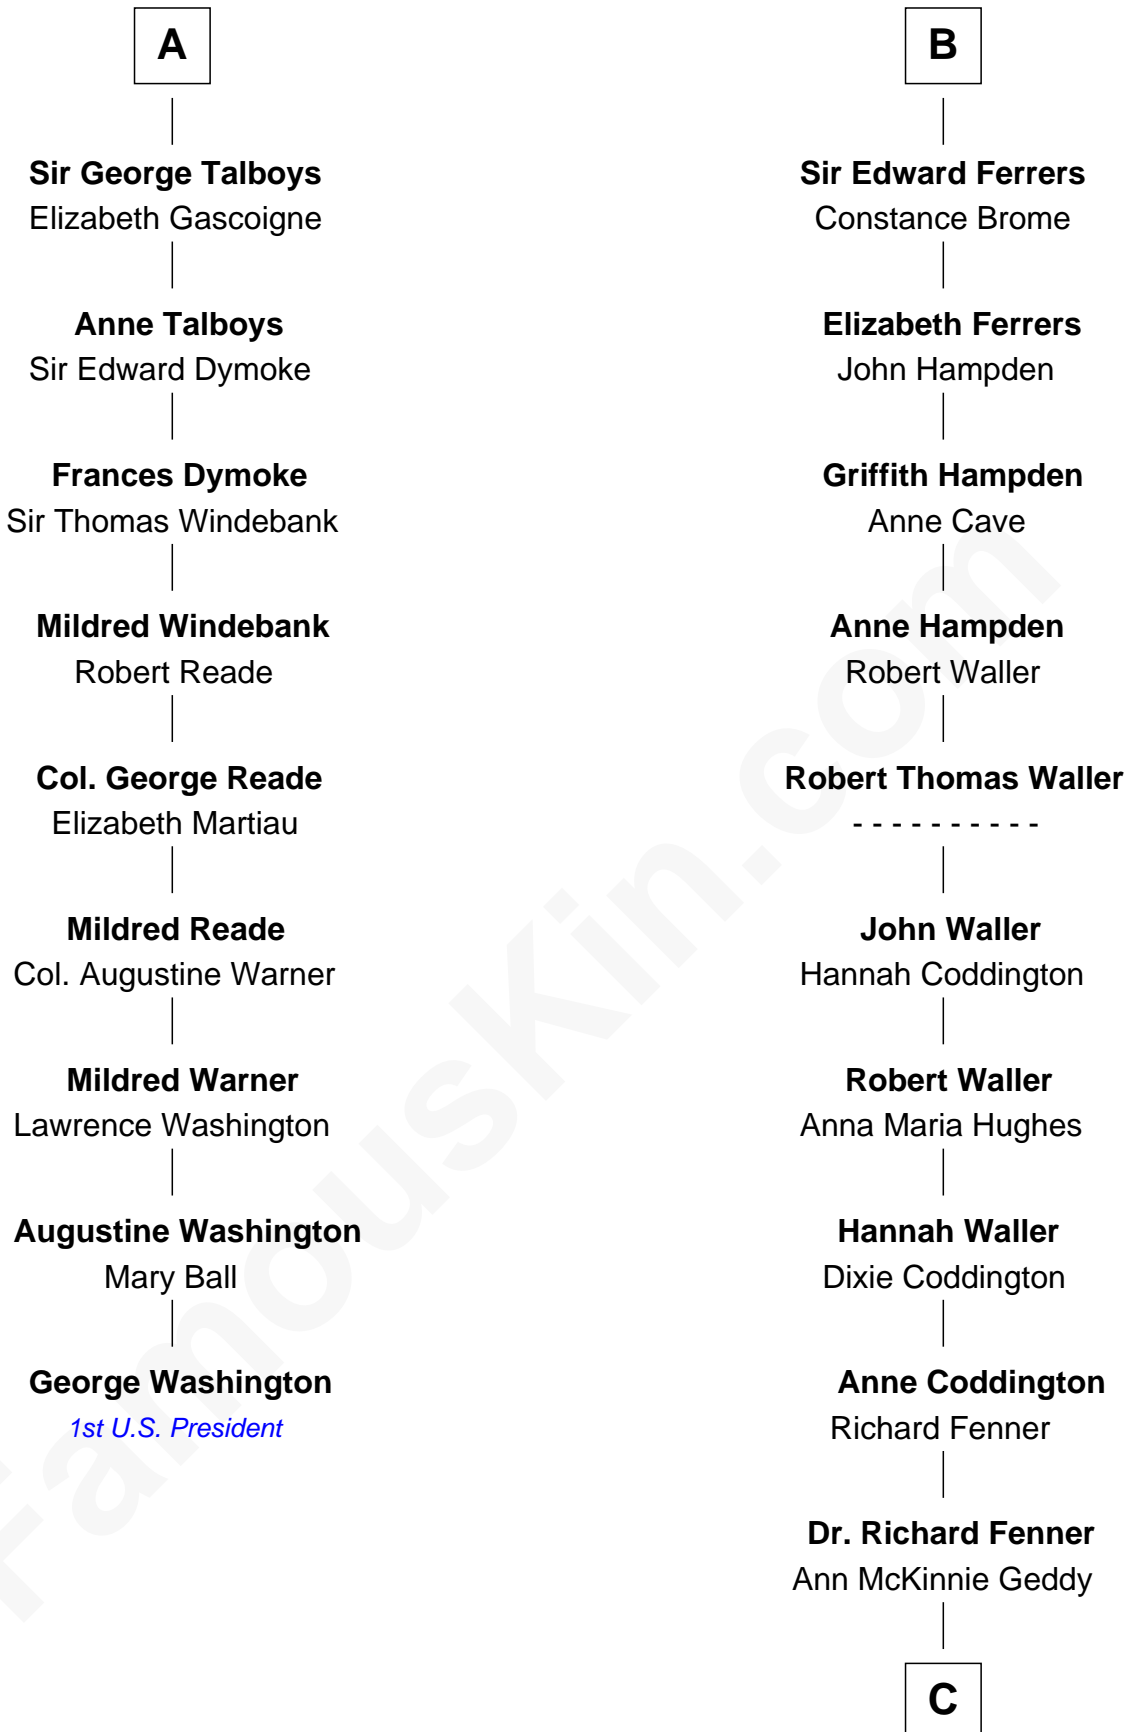 A
Sir George Talboys
Elizabeth Gascoigne
Anne Talboys
Sir Edward Dymoke
Frances Dymoke
Sir Thomas Windebank
Mildred Windebank
Robert Reade
Col. George Reade
Elizabeth Martiau
Mildred Reade
Col. Augustine Warner
Mildred Warner
Lawrence Washington
Augustine Washington
Mary Ball
George Washington
1st U.S. President
B
Sir Edward Ferrers
Constance Brome
Elizabeth Ferrers
John Hampden
Griffith Hampden
Anne Cave
Anne Hampden
Robert Waller
Robert Thomas Waller
- - - - - - - - - -
John Waller
Hannah Coddington
Robert Waller
Anna Maria Hughes
Hannah Waller
Dixie Coddington
Anne Coddington
Richard Fenner
Dr. Richard Fenner
Ann McKinnie Geddy
C
FamousKin.com